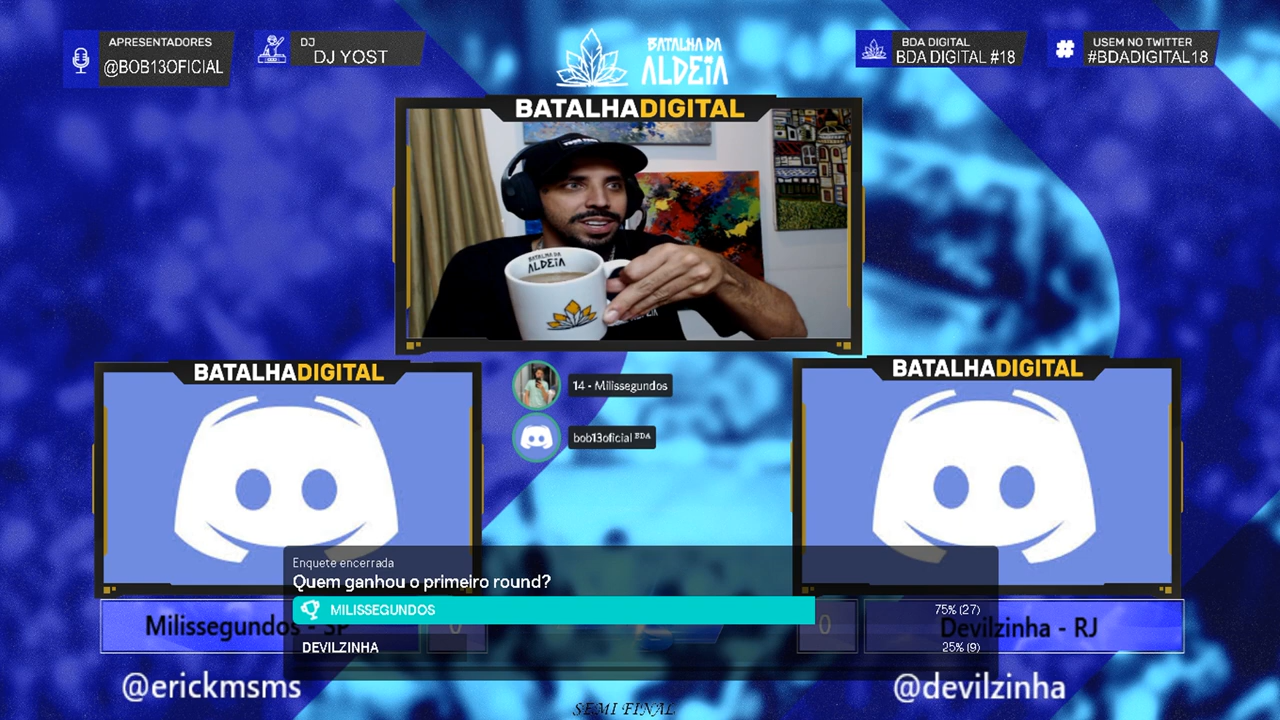 APRESENTADORES
@BOB13OFICIAL
DJ
DJ YOST
BATALHA DA
ALDEIA
BDA DIGITAL
BDA DIGITAL #18
USEM NO TWITTER
#BDADIGITAL18
BATALHADIGITAL
BATALHA DA
ALDEIA
BATALHADIGITAL
BATALHADIGITAL
14 - Milissegundos
bob13oficial BDA
Enquete encerrada
Quem ganhou o primeiro round?
MILISSEGUNDOS
75% (27)
DEVILZINHA
25% (9)
Milissegundos - SP
0
0
Devilzinha - RJ
@erickmsms
@devilzinha
SEMI FINAL